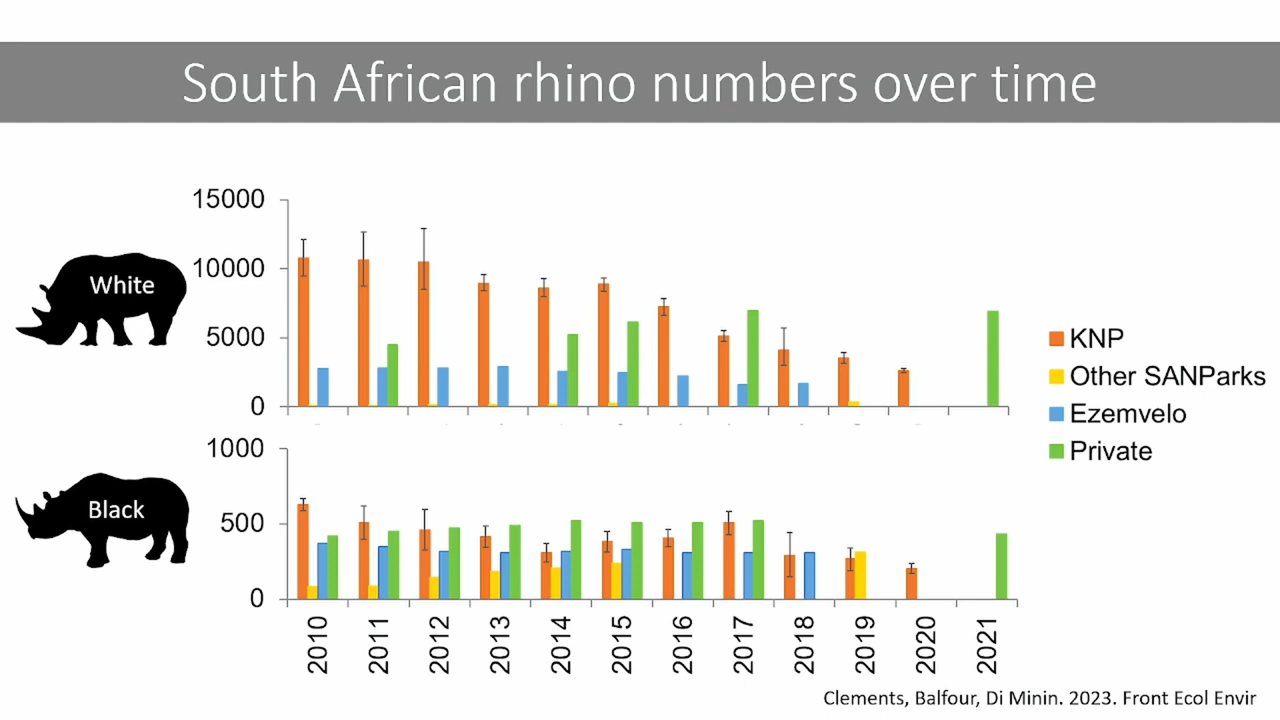 South African rhino numbers over time
15000
10000
5000
0
White
1000
500
0
Black
2010
2011
2012
2013
2014
2015
2016
2017
2018
2019
2020
2021
KNP
Other SANParks
Ezemvelo
Private
Clements, Balfour, Di Minin. 2023. Front Ecol Envir